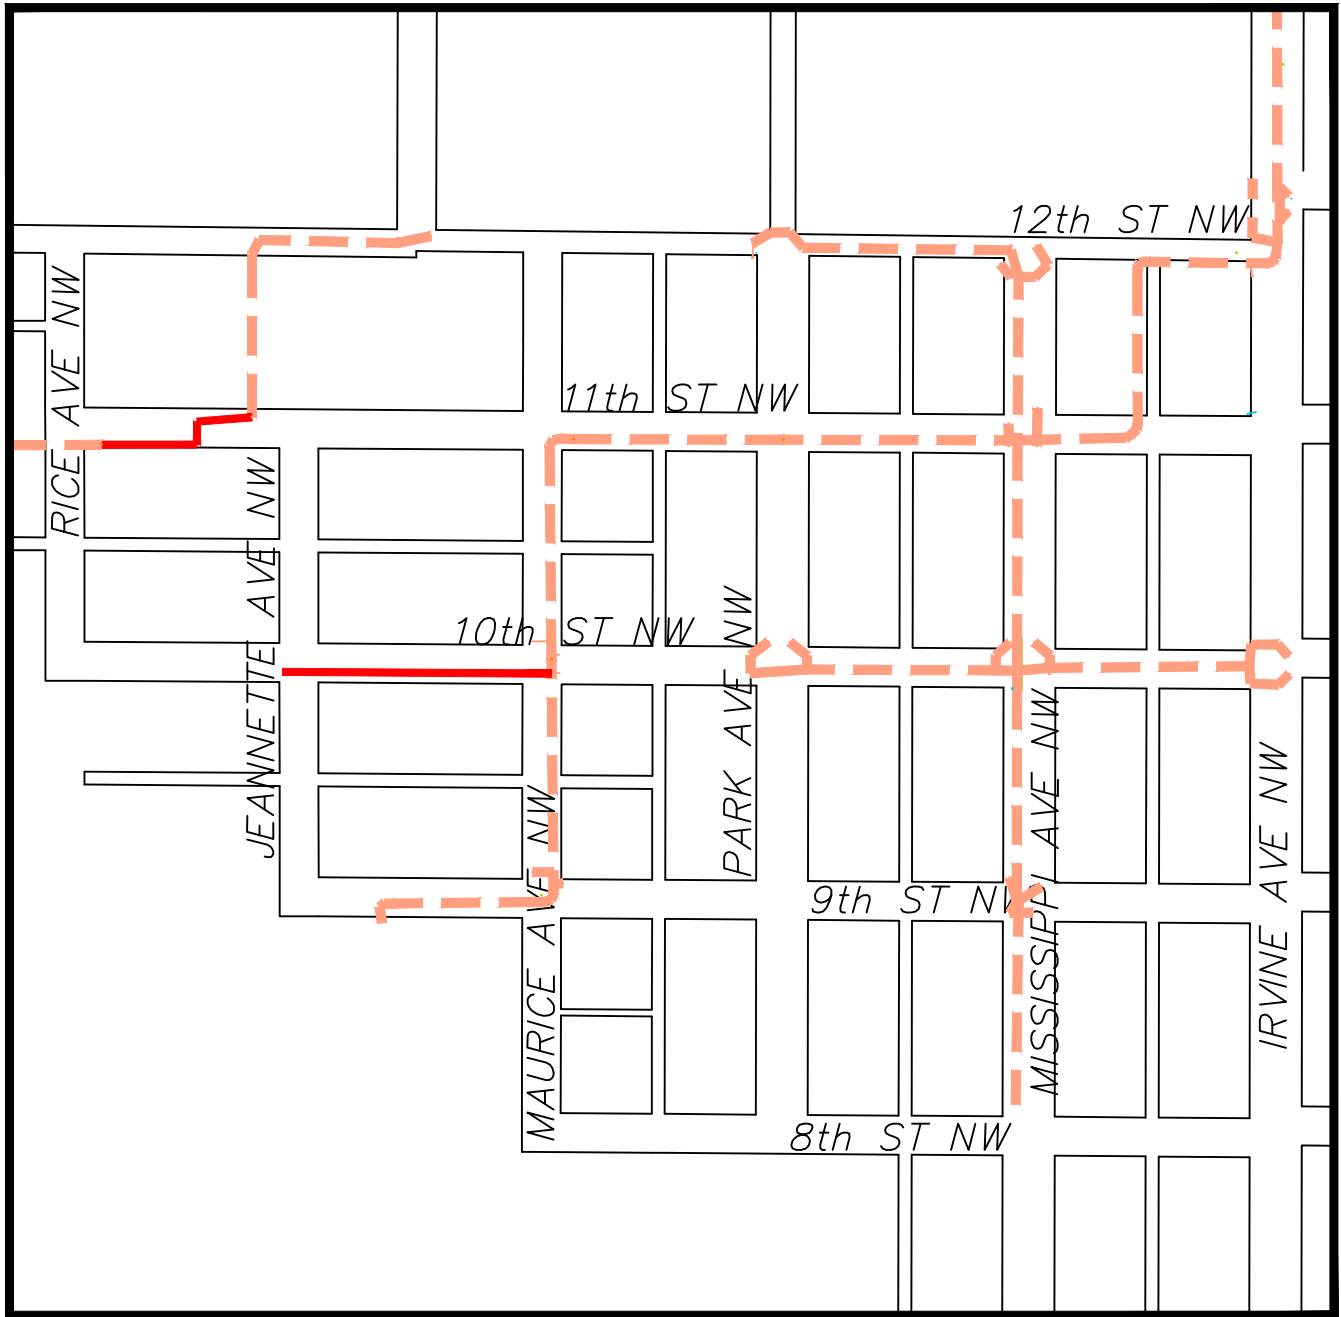 12th ST NW
RICE AVE NW
11th ST NW
JEANNETTE AVE NW
10th ST NW
PARK AVE NW
MISSISSIPPI AVE NW
IRVINE AVE NW
MAURICE AVE NW
9th ST NW
8th ST NW